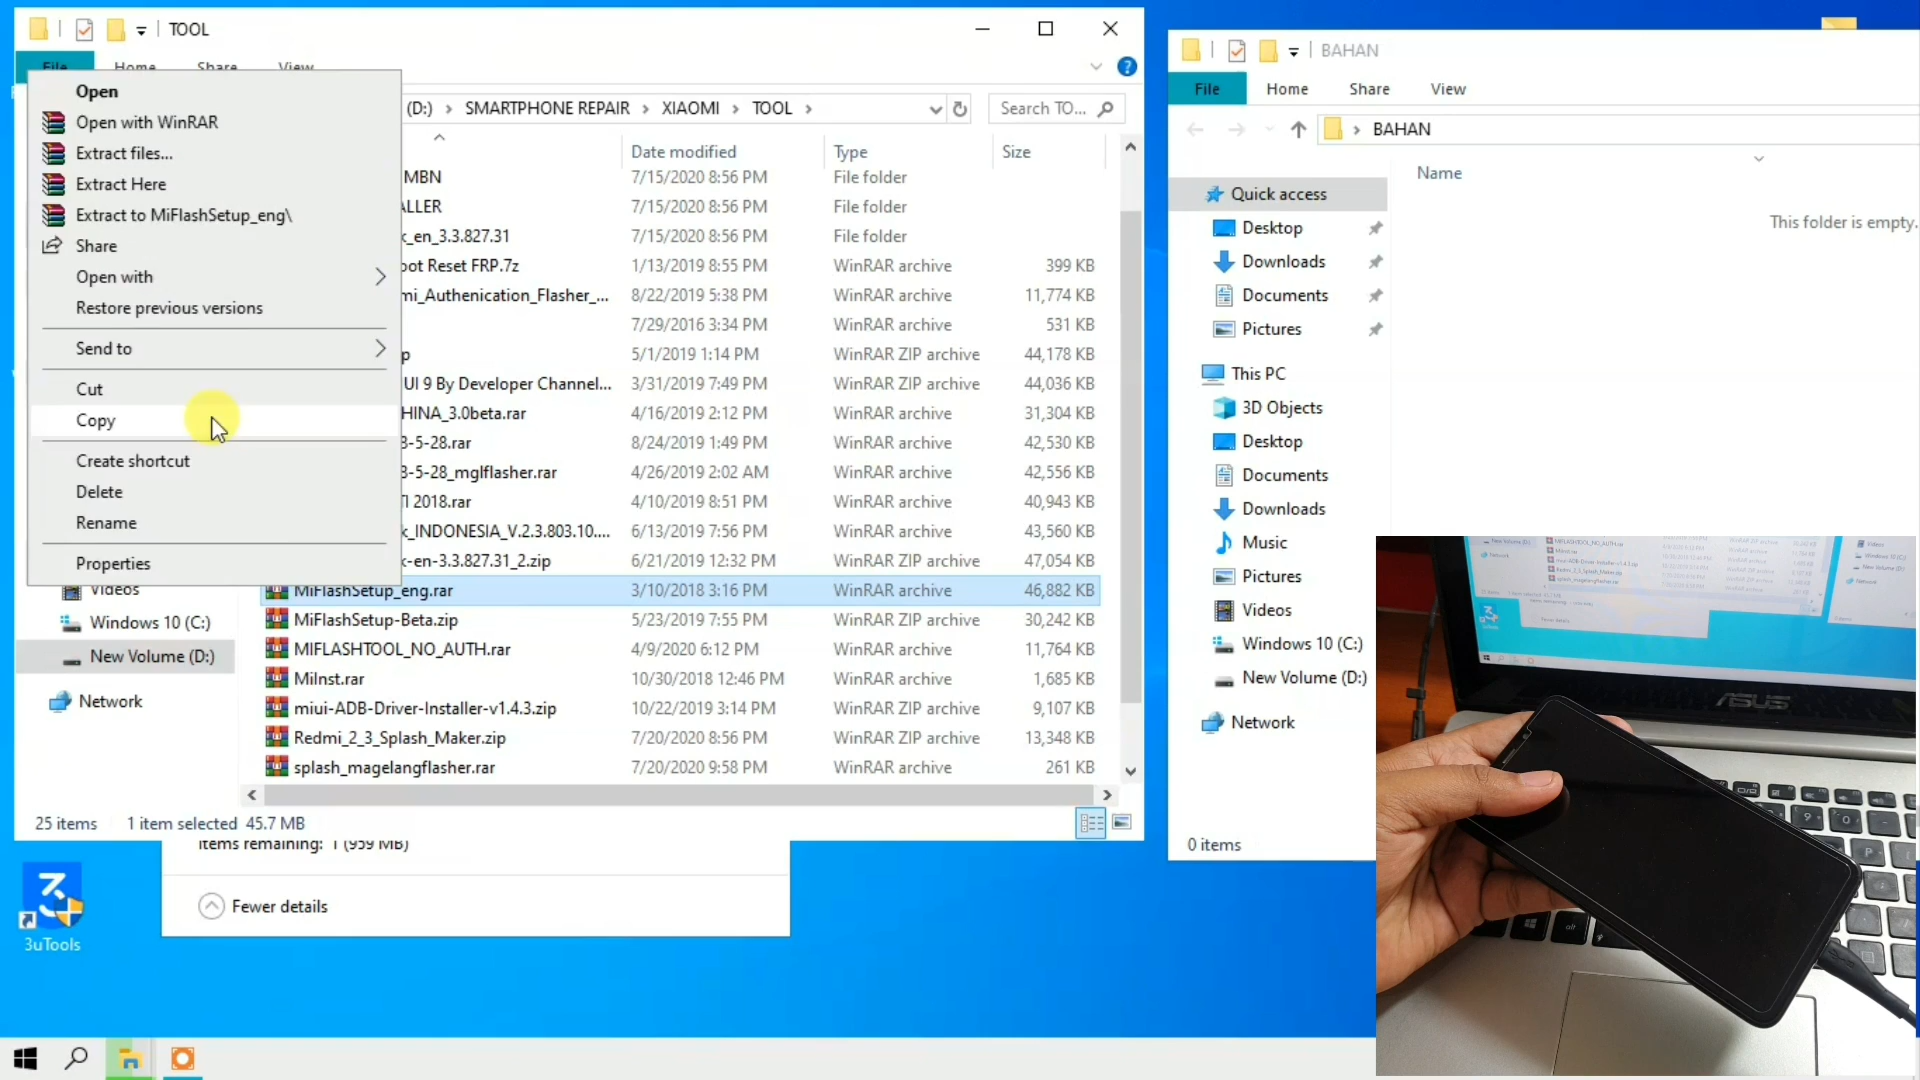 TOOL
File Home Share View
(D:) SMARTPHONE REPAIR XIAOMI TOOL
Search TO...
Open
Open with WinRAR
Extract files...
Extract Here
Extract to MiFlashSetup_eng\
Share
Open with
Restore previous versions
Send to
Cut
Copy
Create shortcut
Delete
Rename
Properties
Date modified Type Size
MBN 7/15/2020 8:56 PM File folder
ALLER 7/15/2020 8:56 PM File folder
k_en_3.3.827.31 7/15/2020 8:56 PM File folder
oot Reset FRP.7z 1/13/2019 8:55 PM WinRAR archive 399 KB
mi_Authenication_Flasher_... 8/22/2019 5:38 PM WinRAR archive 11,774 KB
7/29/2016 3:34 PM WinRAR archive 531 KB
p 5/1/2019 1:14 PM WinRAR ZIP archive 44,178 KB
UI 9 By Developer Channel... 3/31/2019 7:49 PM WinRAR ZIP archive 44,036 KB
HINA_3.0beta.rar 4/16/2019 2:12 PM WinRAR archive 31,304 KB
8-5-28.rar 8/24/2019 1:49 PM WinRAR archive 42,530 KB
8-5-28_mglflasher.rar 4/26/2019 2:02 AM WinRAR archive 42,556 KB
2018.rar 4/10/2019 8:51 PM WinRAR archive 40,943 KB
k_INDONESIA_V.2.3.803.10.... 6/13/2019 7:56 PM WinRAR archive 43,560 KB
k-en-3.3.827.31_2.zip 6/21/2019 12:32 PM WinRAR ZIP archive 47,054 KB
MiFlashSetup_eng.rar 3/10/2018 3:16 PM WinRAR archive 46,882 KB
MiFlashSetup-Beta.zip 5/23/2019 7:55 PM WinRAR ZIP archive 30,242 KB
MIFLASHTOOL_NO_AUTH.rar 4/9/2020 6:12 PM WinRAR archive 11,764 KB
MiInst.rar 10/30/2018 12:46 PM WinRAR archive 1,685 KB
miui-ADB-Driver-Installer-v1.4.3.zip 10/22/2019 3:14 PM WinRAR ZIP archive 9,107 KB
Redmi_2_3_Splash_Maker.zip 7/20/2020 8:56 PM WinRAR ZIP archive 13,348 KB
splash_magelangflasher.rar 7/20/2020 9:58 PM WinRAR archive 261 KB
Videos
Windows 10 (C:)
New Volume (D:)
Network
25 items 1 item selected 45.7 MB
Items remaining: 1 (959 MB)
Fewer details
3uTools
BAHAN
File Home Share View
BAHAN
Name
This folder is empty.
Quick access
Desktop
Downloads
Documents
Pictures
This PC
3D Objects
Desktop
Documents
Downloads
Music
Pictures
Videos
Windows 10 (C:)
New Volume (D:)
Network
0 items
ASUS